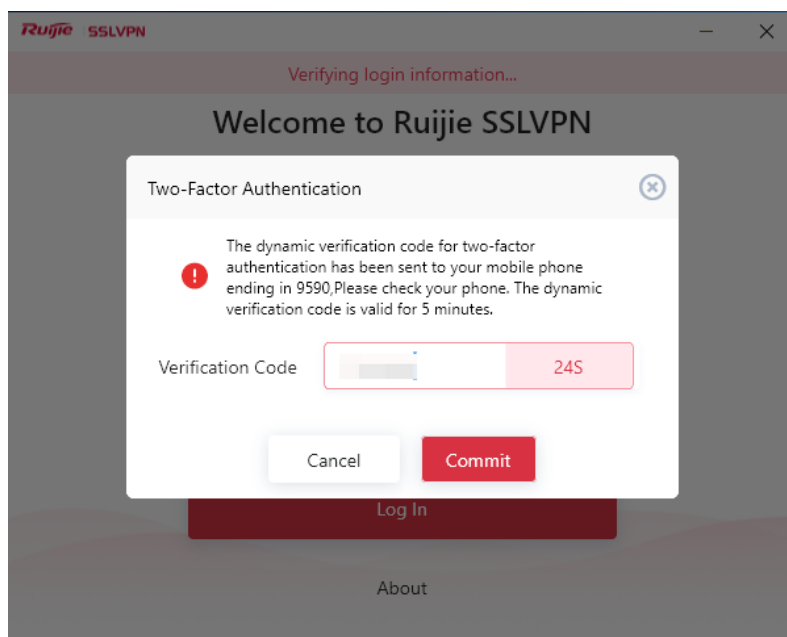 Ruijie SSLVPN
Verifying login information...
Welcome to Ruijie SSLVPN
Two-Factor Authentication
The dynamic verification code for two-factor
authentication has been sent to your mobile phone
ending in 9590,Please check your phone. The dynamic
verification code is valid for 5 minutes.
Verification Code 24S
Cancel Commit
Log In
About